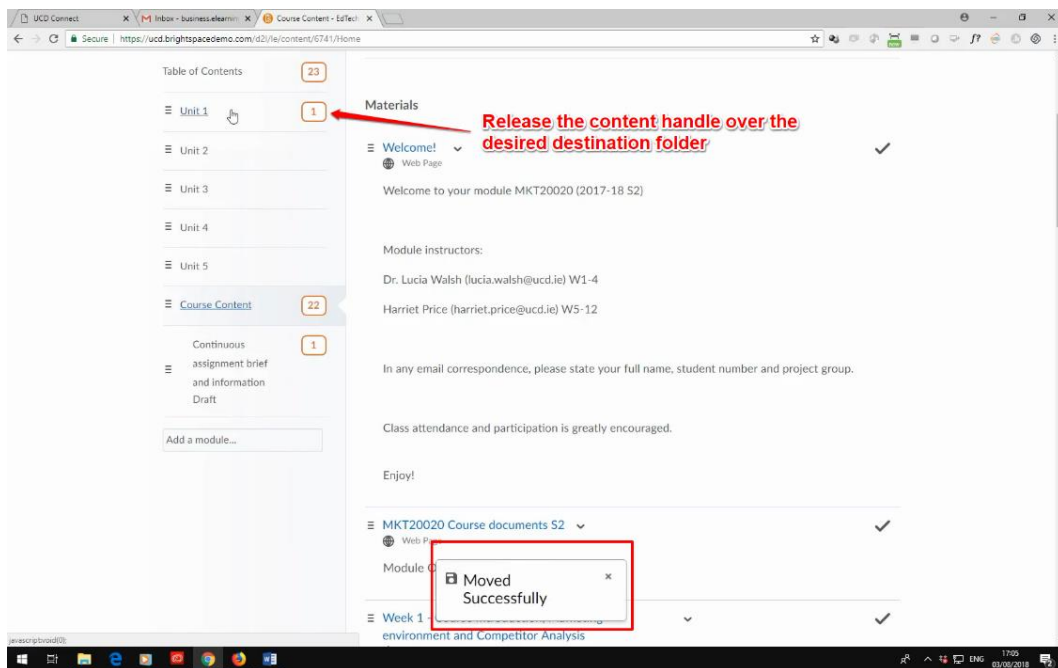 UCD Connect
Inbox - business.elearnin
Course Content - EdTech
Secure | https://ucd.brightspacedemo.com/d2l/le/content/6741/Home
Table of Contents 23
Unit 1 1
Unit 2
Unit 3
Unit 4
Unit 5
Course Content 22
Continuous 1
assignment brief
and information
Draft
Add a module...
Materials
Release the content handle over the
desired destination folder
Welcome!
Web Page
Welcome to your module MKT20020 (2017-18 S2)
Module instructors:
Dr. Lucia Walsh (lucia.walsh@ucd.ie) W1-4
Harriet Price (harriet.price@ucd.ie) W5-12
In any email correspondence, please state your full name, student number and project group.
Class attendance and participation is greatly encouraged.
Enjoy!
MKT20020 Course documents S2
Web
Module
Moved
Successfully
Week 1 -
environment and Competitor Analysis
javascript:void(0);
ENG
17:05
03/08/2018